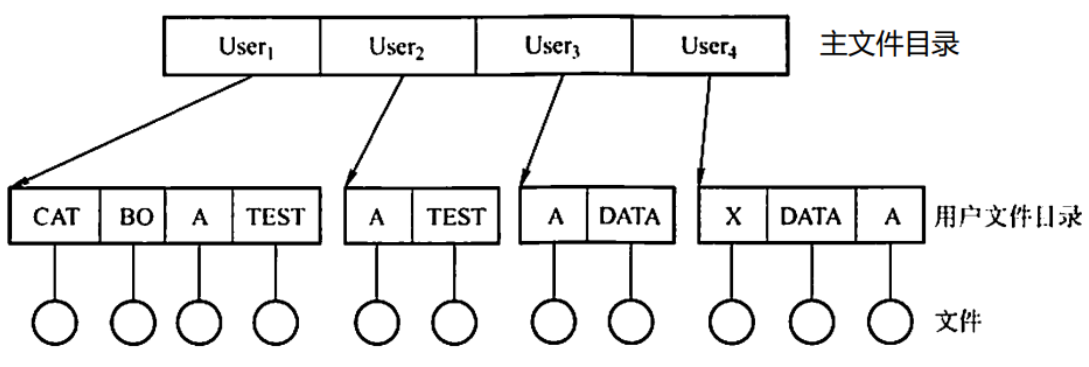 User₁ User₂ User₃ User₄ 主文件目录
CAT BO A TEST A TEST A DATA X DATA A 用户文件目录
文件